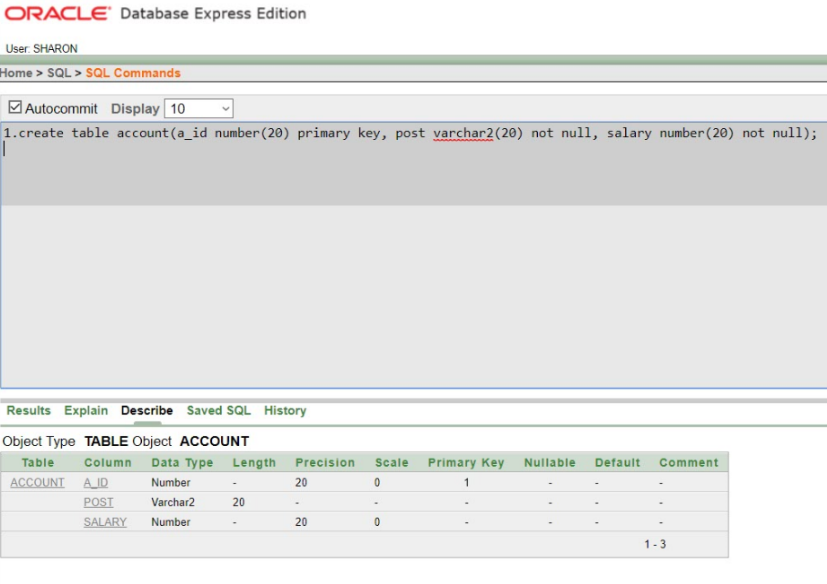 ORACLE® Database Express Edition
User: SHARON
Home > SQL > SQL Commands
Autocommit Display 10
1.create table account(a_id number(20) primary key, post varchar2(20) not null, salary number(20) not null);
Results Explain Describe Saved SQL History
Object Type TABLE Object ACCOUNT
Table Column Data Type Length Precision Scale Primary Key Nullable Default Comment
ACCOUNT A_ID Number - 20 0 1 - - -
POST Varchar2 20 - - - - - -
SALARY Number - 20 0 - - - -
1 - 3